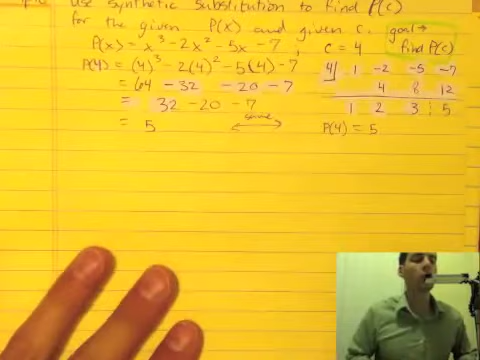 Use synthetic substitution to find P(c)
for the given P(x) and given c. goal→
P(x) = x³ - 2x² - 5x - 7 ; c = 4 find P(c)
P(4) = (4)³ - 2(4)² - 5(4) - 7
= 64 - 32 - 20 - 7
= 32 - 20 - 7
= 5
same
4| 1 -2 -5 -7
4 8 12
1 2 3 5
P(4) = 5